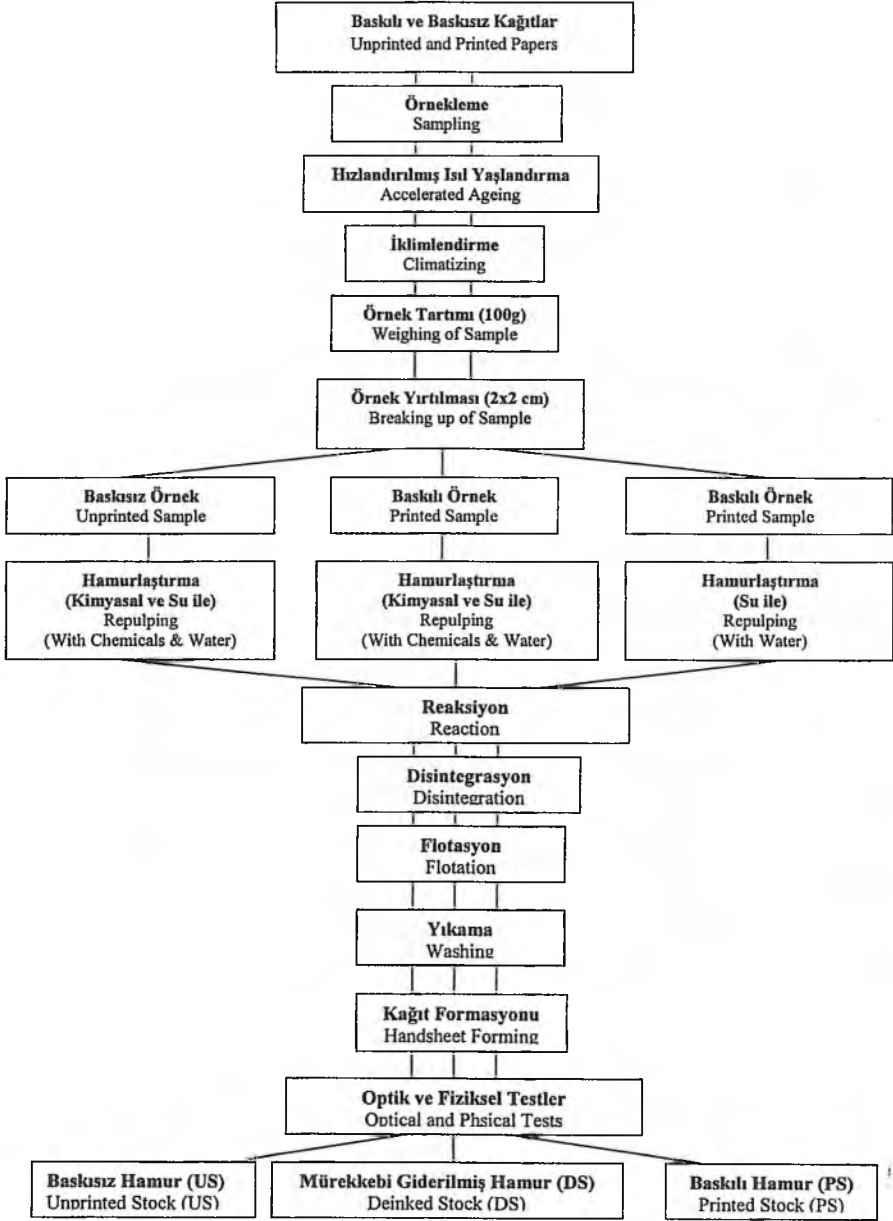 Baskılı ve Baskısız Kağıtlar
Unprinted and Printed Papers
Örnekleme
Sampling
Hızlandırılmış Isıl Yaşlandırma
Accelerated Ageing
İklimlendirme
Climatizing
Örnek Tartımı (100g)
Weighing of Sample
Örnek Yırtılması (2x2 cm)
Breaking up of Sample
Baskısız Örnek
Unprinted Sample
Baskılı Örnek
Printed Sample
Baskılı Örnek
Printed Sample
Hamurlaştırma
(Kimyasal ve Su ile)
Repulping
(With Chemicals & Water)
Hamurlaştırma
(Kimyasal ve Su ile)
Repulping
(With Chemicals & Water)
Hamurlaştırma
(Su ile)
Repulping
(With Water)
Reaksiyon
Reaction
Disintegrasyon
Disintegration
Flotasyon
Flotation
Yıkama
Washing
Kağıt Formasyonu
Handsheet Forming
Optik ve Fiziksel Testler
Optical and Phsical Tests
Baskısız Hamur (US)
Unprinted Stock (US)
Mürekkebi Giderilmiş Hamur (DS)
Deinked Stock (DS)
Baskılı Hamur (PS)
Printed Stock (PS)